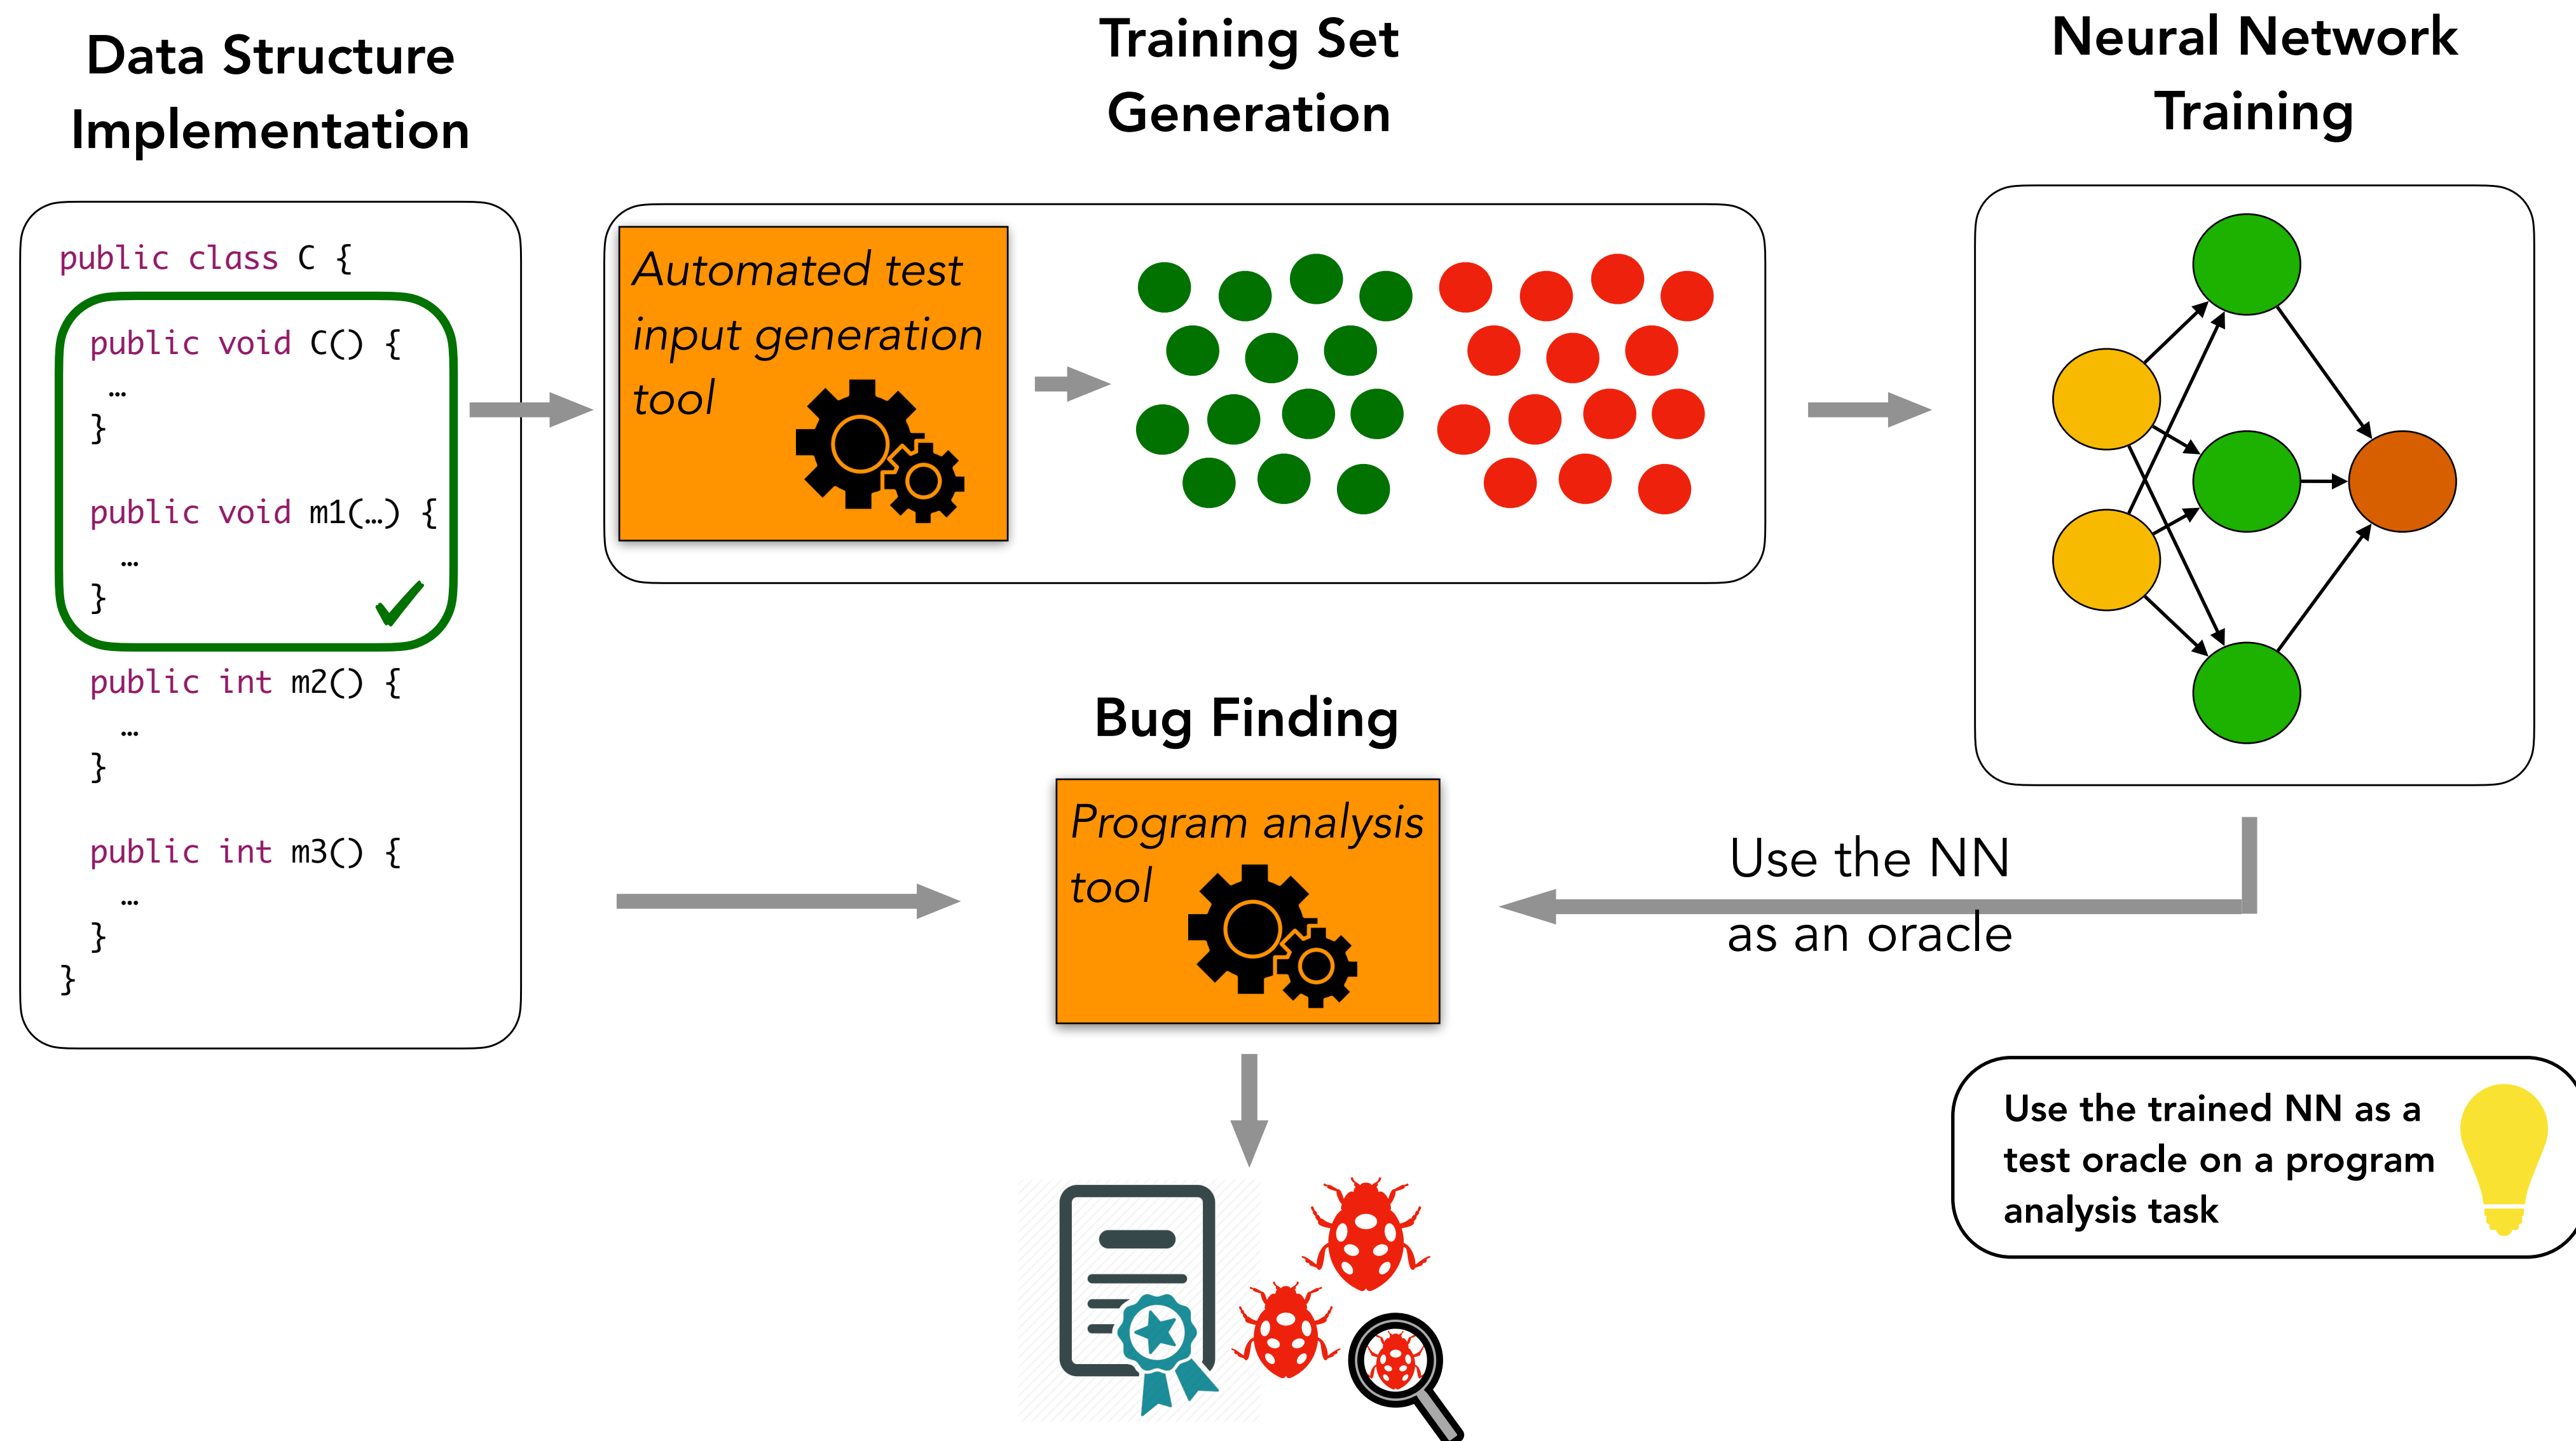 Data Structure
Implementation
public class C {
public void C() {
…
}
public void m1(…) {
…
}
public int m2() {
…
}
public int m3() {
…
}
}
Training Set
Generation
Automated test
input generation
tool
Neural Network
Training
Bug Finding
Program analysis
tool
Use the NN
as an oracle
Use the trained NN as a
test oracle on a program
analysis task